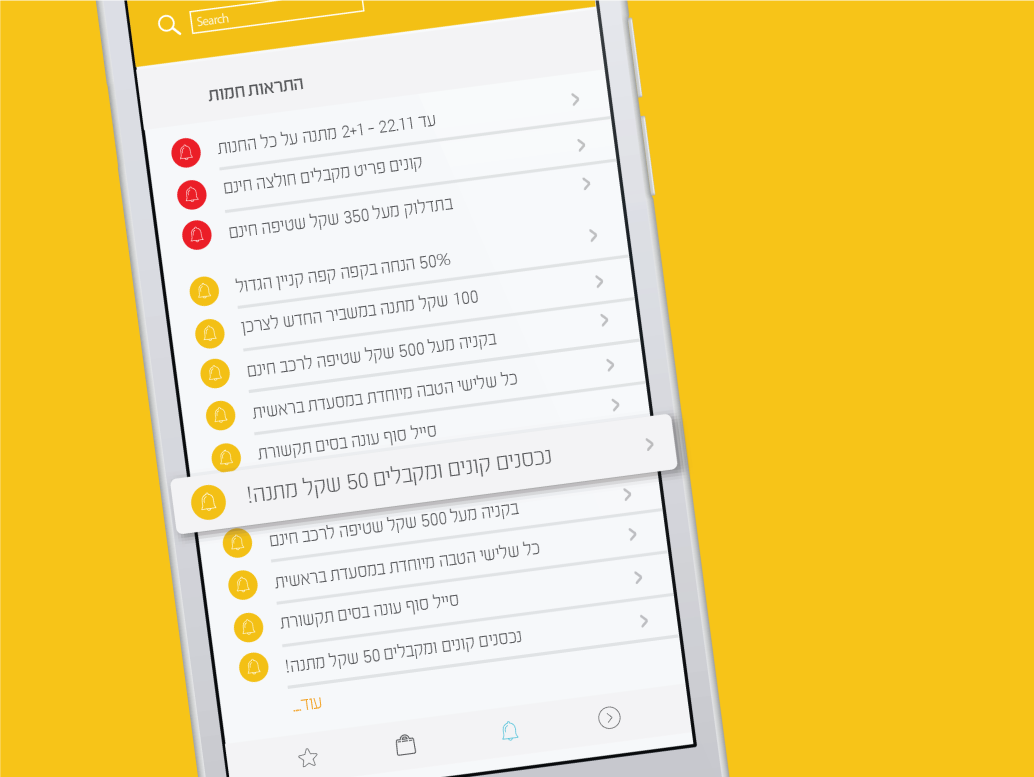 Search
התראות חמות
עד 22.11 - 2+1 מתנה על כל החנות
קונים פריט מקבלים חולצה חינם
בתדלוק מעל 350 שקל שטיפה חינם
50% הנחה בקפה קפה קניין הגדול
100 שקל מתנה במשביר החדש לצרכן
בקניה מעל 500 שקל שטיפה לרכב חינם
כל שלישי הטבה מיוחדת במסעדת בראשית
סייל סוף עונה בסים תקשורת
נכסנים קונים ומקבלים 50 שקל מתנה!
בקניה מעל 500 שקל שטיפה לרכב חינם
כל שלישי הטבה מיוחדת במסעדת בראשית
סייל סוף עונה בסים תקשורת
נכסנים קונים ומקבלים 50 שקל מתנה!
עוד...